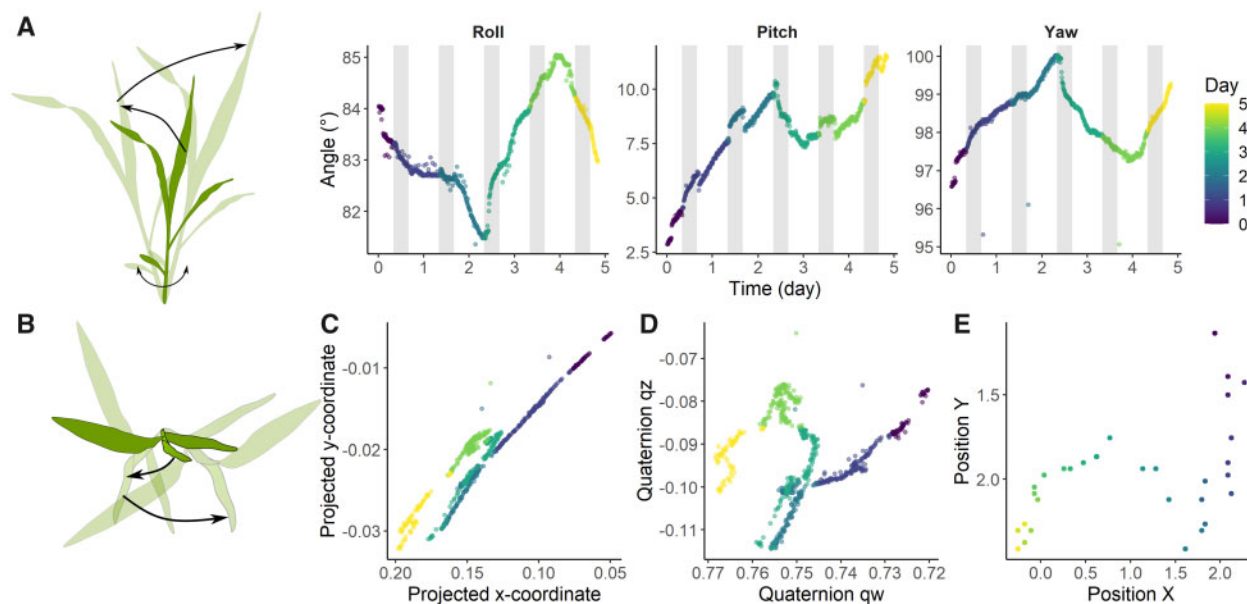 A
Roll
Pitch
Yaw
Angle (°)
85
84
83
82
10.0
7.5
5.0
2.5
100
99
98
97
96
95
0 1 2 3 4 5
0 1 2 3 4 5
0 1 2 3 4 5
Time (day)
Day
5
4
3
2
1
0
B
C
Projected y-coordinate
-0.01
-0.02
-0.03
0.20 0.15 0.10 0.05
Projected x-coordinate
D
Quaternion qz
-0.07
-0.08
-0.09
-0.10
-0.11
0.77 0.76 0.75 0.74 0.73 0.72
Quaternion qw
E
Position Y
1.5
2.0
0.0 0.5 1.0 1.5 2.0
Position X